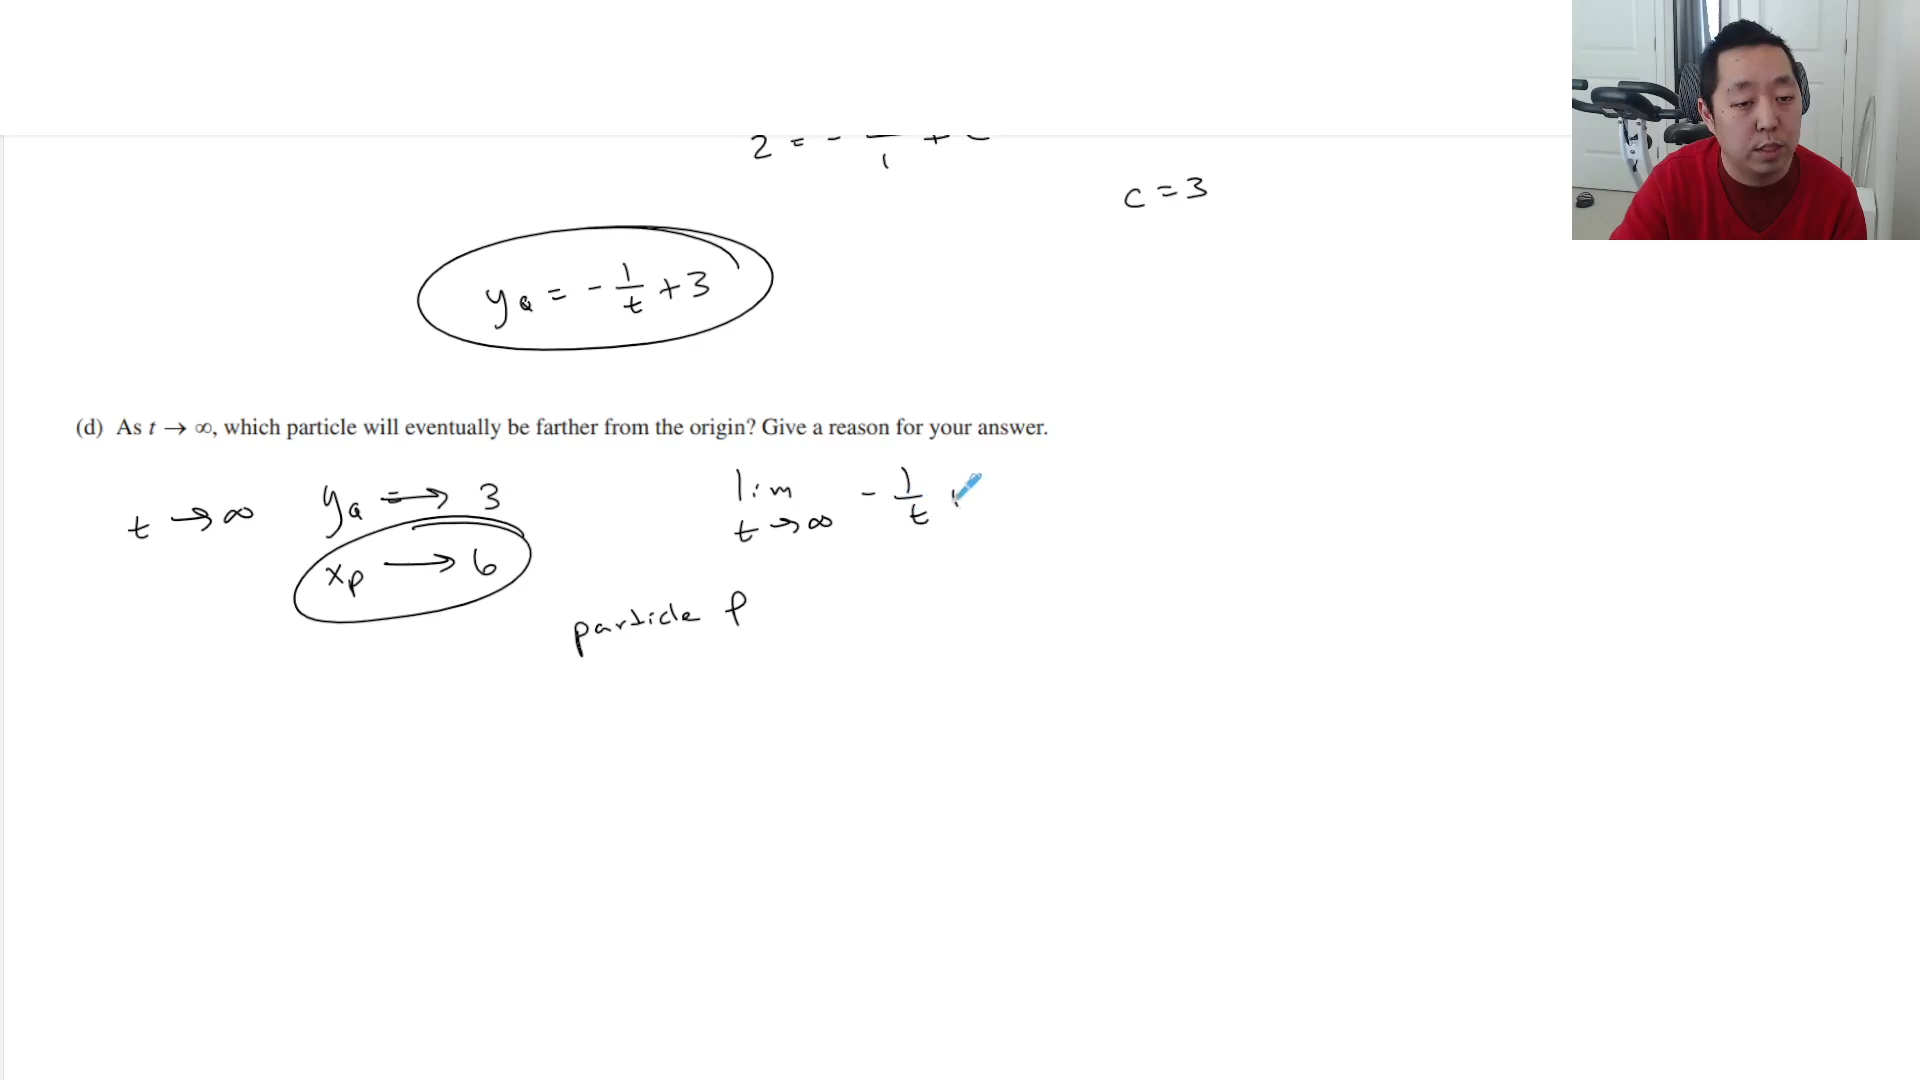 2 = -
1
c = 3
y_Q = - 1/t + 3
(d) As t → ∞, which particle will eventually be farther from the origin? Give a reason for your answer.
t → ∞ y_Q → 3 lim t → ∞ - 1/t
x_P → 6
particle P